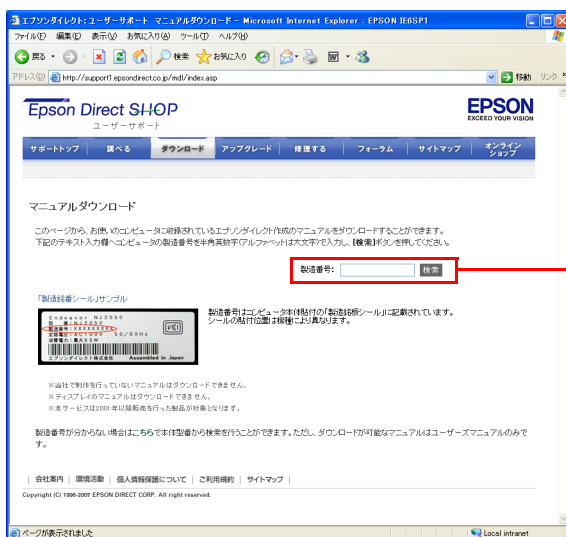 エプソンダイレクト:ユーザーサポート マニュアルダウンロード - Microsoft Internet Explorer : EPSON IE6SP1
ファイル(F) 編集(E) 表示(V) お気に入り(A) ツール(T) ヘルプ(H)
戻る 検索 お気に入り
アドレス(D) http://support1.epsondirect.co.jp/mdl/index.asp 移動 リンク
Epson Direct SHOP
ユーザーサポート
EPSON
EXCEED YOUR VISION
サポートトップ 調べる ダウンロード アップグレード 修理する フォーラム サイトマップ オンラインショップ
マニュアルダウンロード
このページから、お使いのコンピュータに収録されているエプソンダイレクト作成のマニュアルをダウンロードすることができます。
下記のテキスト入力欄へコンピュータの製造番号を半角英数字(アルファベットは大文字)で入力し、[検索]ボタンを押してください。
製造番号: 検索
「製造銘番シール」サンプル
Endeavor NJ2050
型 番:NJ2050
製造番号:XXXXXXXX
定格電圧:AC100V 50/60Hz
消費電力:最大55W
エプソンダイレクト株式会社 Assembled in Japan
製造番号はコンピュータ本体貼付の「製造銘板シール」に記載されています。
シールの貼付位置は機種により異なります。
※当社で制作を行っていないマニュアルはダウンロードできません。
※ディスプレイのマニュアルはダウンロードできません。
※本サービスは2001年以降販売を行った製品が対象となります。
製造番号が分からない場合はこちらで本体型番から検索を行うことができます。ただし、ダウンロードが可能なマニュアルはユーザーズマニュアルのみです。
| 会社案内 | 環境活動 | 個人情報保護について | ご利用規約 | サイトマップ |
Copyright (C) 1996-2007 EPSON DIRECT CORP. All right reserved.
ページが表示されました Local intranet